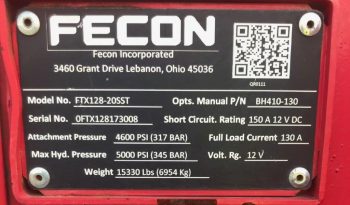 FECON
Fecon Incorporated
3460 Grant Drive Lebanon, Ohio 45036
Model No. FTX128-20SST Opts. Manual P/N BH410-130
Serial No. 0FTX128173008 Short Circuit. Rating 150 A 12 V DC
Attachment Pressure 4600 PSI (317 BAR) Full Load Current 130 A
Max Hyd. Pressure 5000 PSI (345 BAR) Volt. Rg. 12 V
Weight 15330 Lbs (6954 Kg)